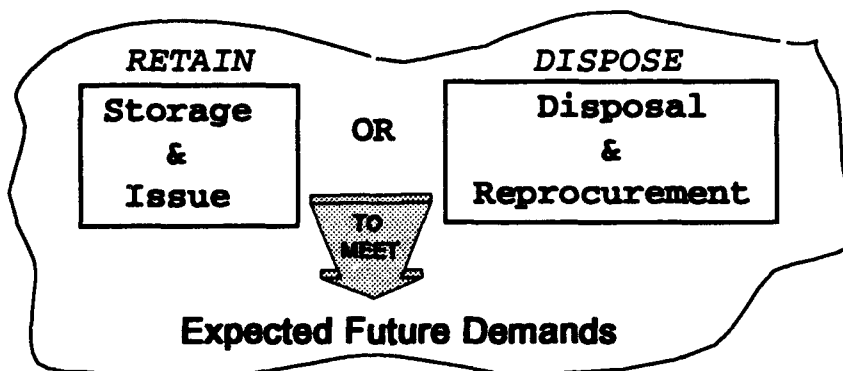 RETAIN
DISPOSE
Storage
&
Issue
OR
Disposal
&
Reprocurement
TO
MEET
Expected Future Demands